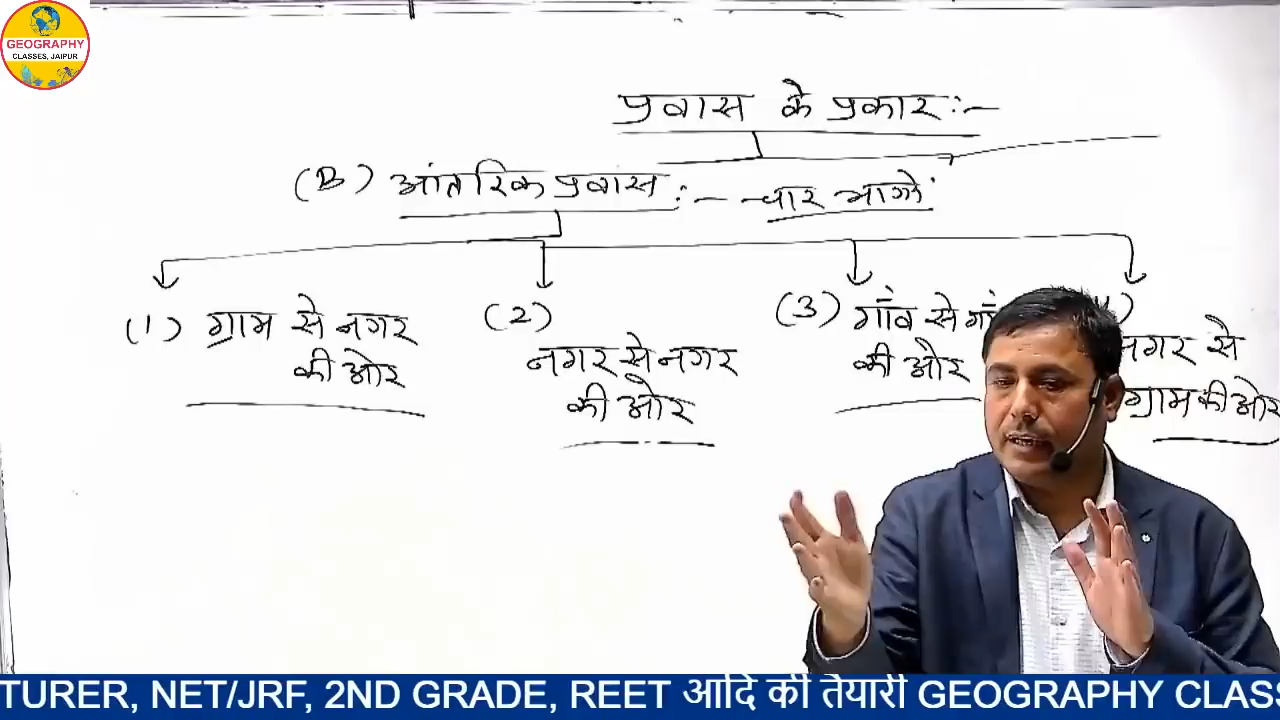 GEOGRAPHY
CLASSES, JAIPUR
प्रवास के प्रकार :-
(B) आंतरिक प्रवास :- चार भागों
(1) ग्राम से नगर
की ओर
(2)
नगर से नगर
की ओर
(3) गांव से
की ओर
नगर से
ग्राम की ओर
TURER, NET/JRF, 2ND GRADE, REET आदि की तैयारी GEOGRAPHY CLAS